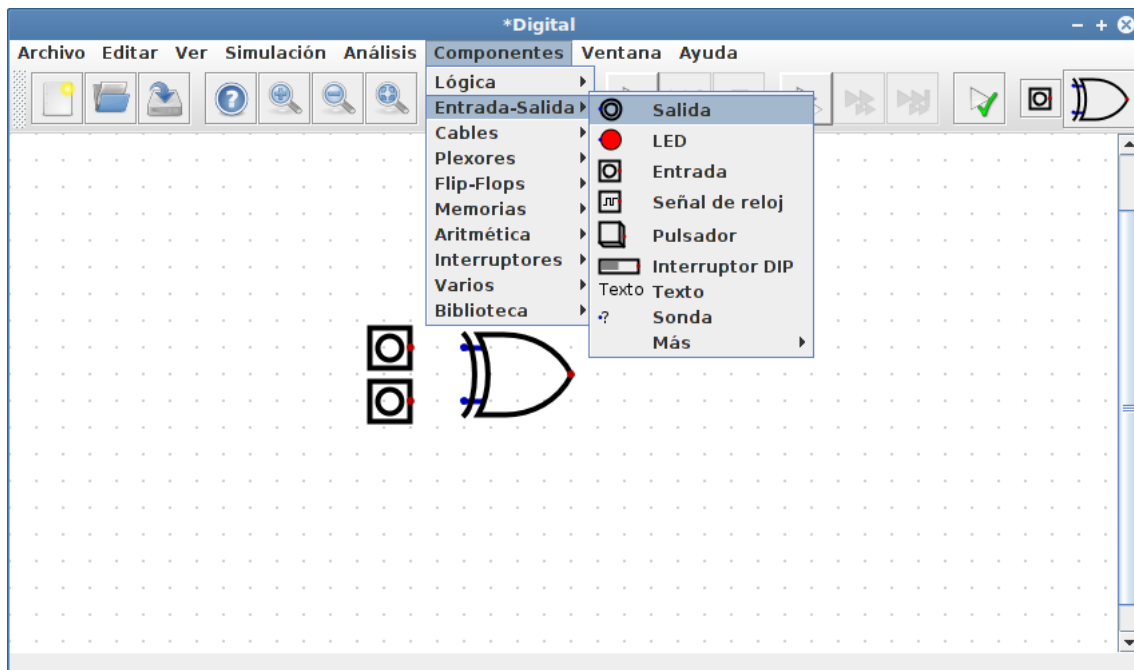 *Digital
Archivo Editar Ver Simulación Análisis Componentes Ventana Ayuda
Lógica
Entrada-Salida
Cables
Plexores
Flip-Flops
Memorias
Aritmética
Interruptores
Varios
Biblioteca
Salida
LED
Entrada
Señal de reloj
Pulsador
Interruptor DIP
Texto Texto
? Sonda
Más